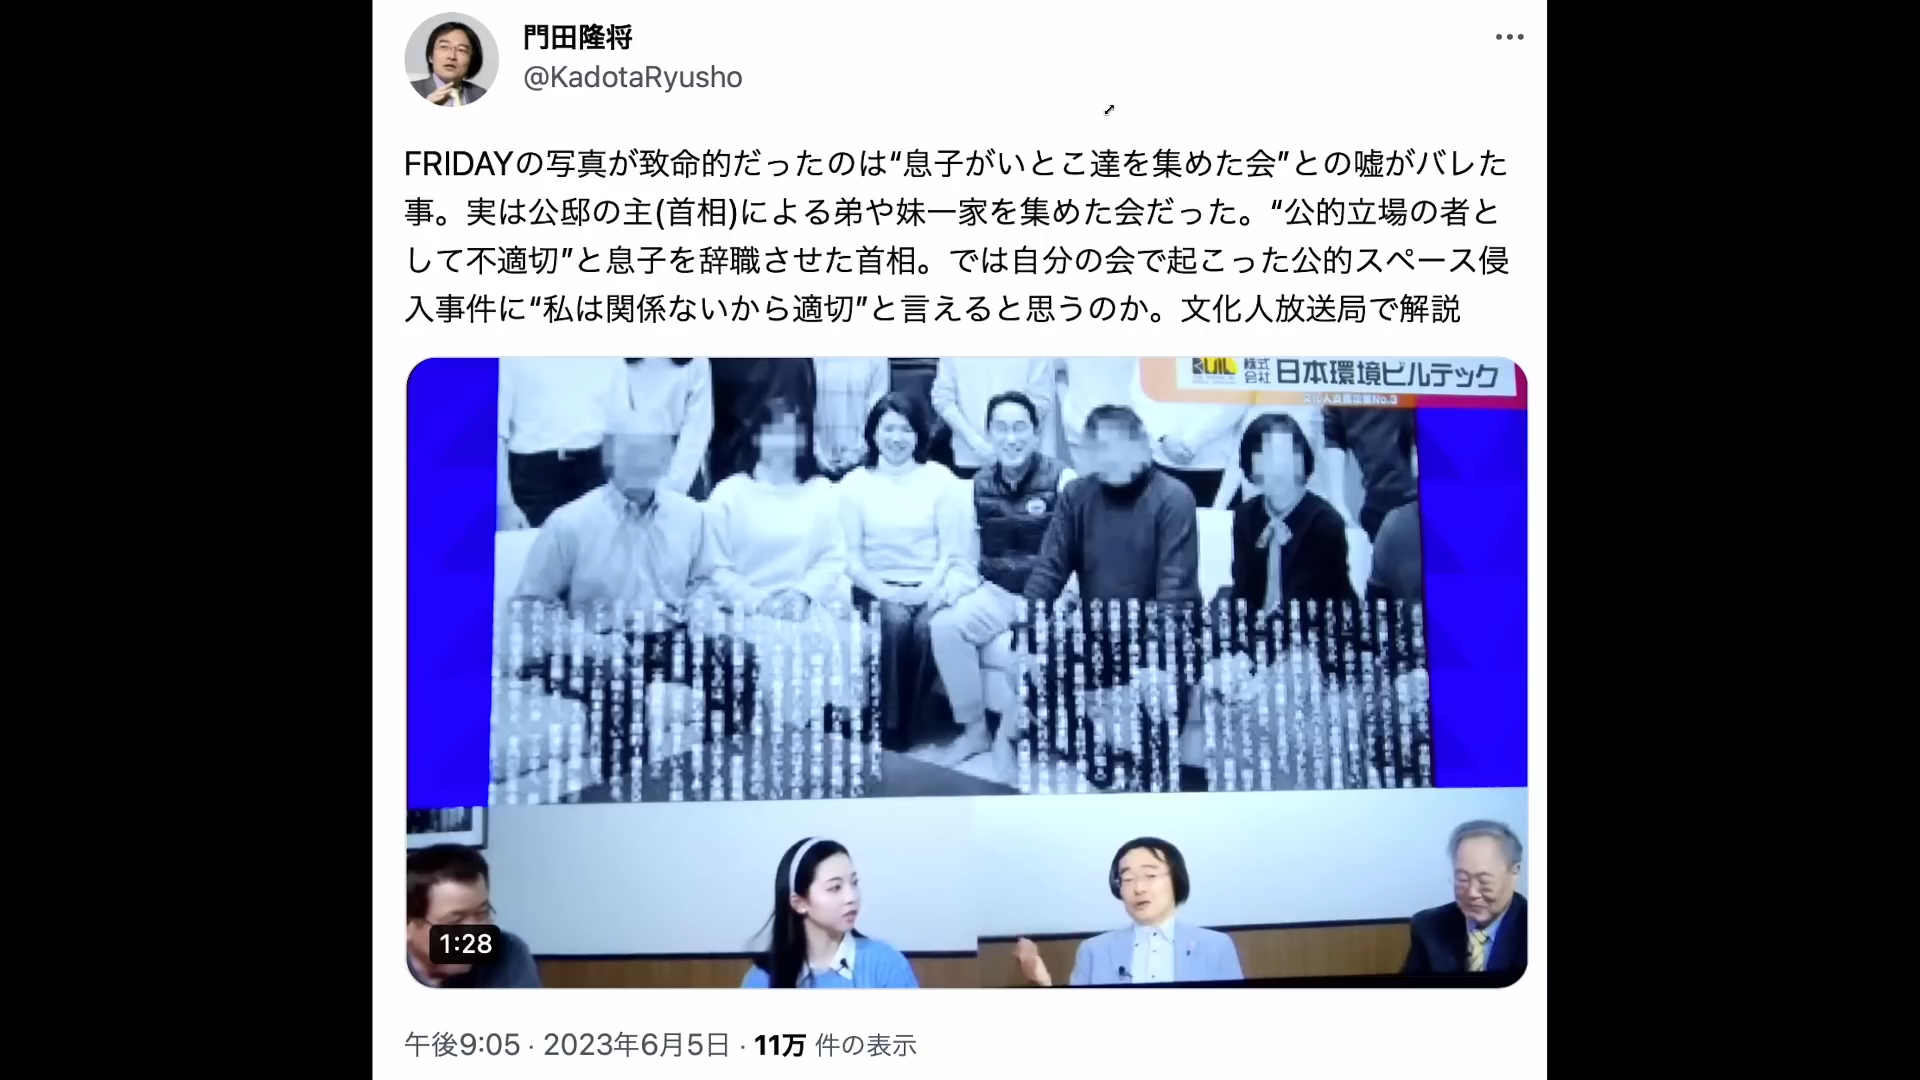 門田隆将
@KadotaRyusho
FRIDAYの写真が致命的だったのは“息子がいとこ達を集めた会”との嘘がバレた
事。実は公邸の主(首相)による弟や妹一家を集めた会だった。“公的立場の者と
して不適切”と息子を辞職させた首相。では自分の会で起こった公的スペース侵
入事件に“私は関係ないから適切”と言えると思うのか。文化人放送局で解説
株式会社 日本環境ビルテック
1:28
午後9:05 · 2023年6月5日 · 11万 件の表示